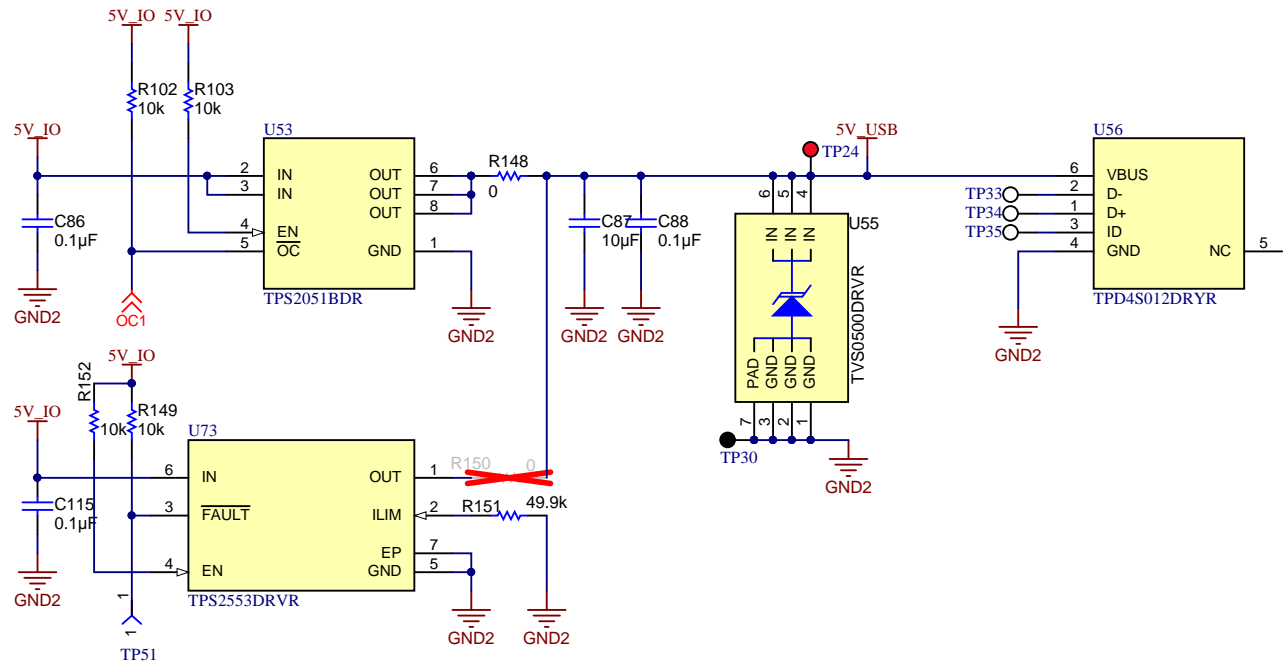 5V_IO
5V_IO
R102
10k
R103
10k
5V_IO
C86
0.1µF
GND2
OC1
U53
2
IN
3
IN
4
EN
5
OC
OUT
6
OUT
7
OUT
8
GND
1
TPS2051BDR
GND2
R148
0
C87
10µF
GND2
C88
0.1µF
GND2
TP24
5V_USB
6
5
4
IN
IN
IN
U55
TVS0500DRVR
PAD
GND
GND
GND
7
3
2
1
TP30
GND2
U56
6
VBUS
2
D-
1
D+
3
ID
4
GND
NC
5
TPD4S012DRYR
TP33
TP34
TP35
GND2
5V_IO
R152
10k
R149
10k
5V_IO
C115
0.1µF
GND2
U73
6
IN
3
FAULT
4
EN
OUT
1
ILIM
2
EP
7
GND
5
TPS2553DRVR
R150
0
R151
49.9k
GND2
GND2
1
1
TP51